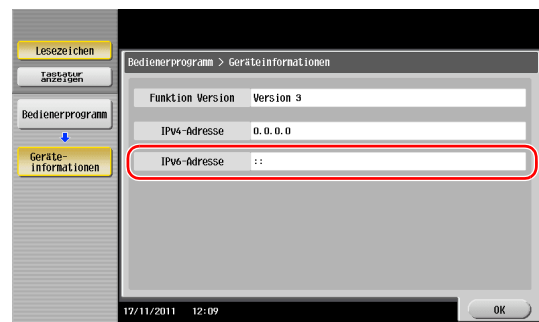 Lesezeichen
Tastatur
anzeigen
Bedienerprogramm
Geräte-
informationen
Bedienerprogramm > Geräteinformationen
Funktion Version Version 3
IPv4-Adresse 0.0.0.0
IPv6-Adresse ::
17/11/2011 12:09
OK